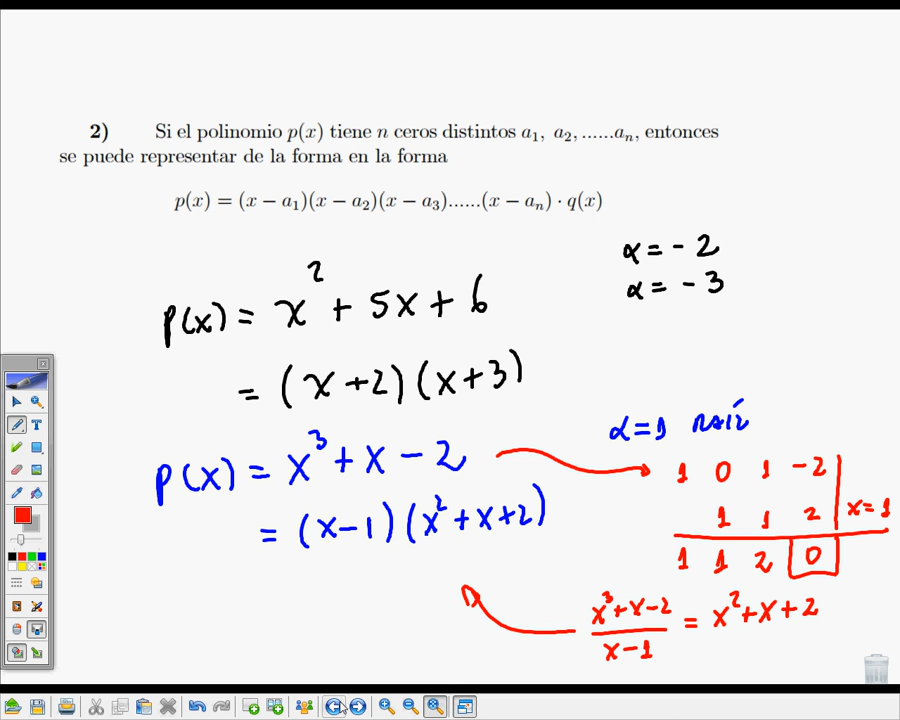 2) Si el polinomio p(x) tiene n ceros distintos a₁, a₂,......aₙ, entonces
se puede representar de la forma en la forma
p(x) = (x − a₁)(x − a₂)(x − a₃)......(x − aₙ) · q(x)
α = − 2
α = − 3
p(x) = x² + 5x + 6
= (x+2)(x+3)
α=1 raíz
p(x) = x³ + x − 2
1 0 1 −2
1 1 2 x=1
= (x−1)(x²+x+2)
1 1 2 0
x³+x−2 = x²+x+2
x−1